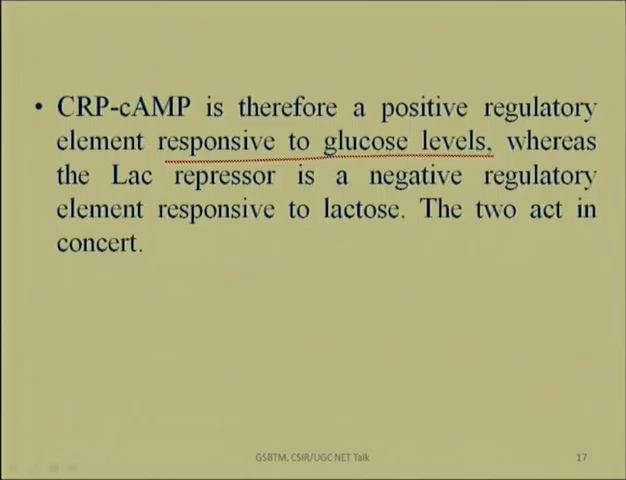 • CRP-cAMP is therefore a positive regulatory
element responsive to glucose levels, whereas
the Lac repressor is a negative regulatory
element responsive to lactose. The two act in
concert.
GSBTM, CSIR/UGC NET Talk
17